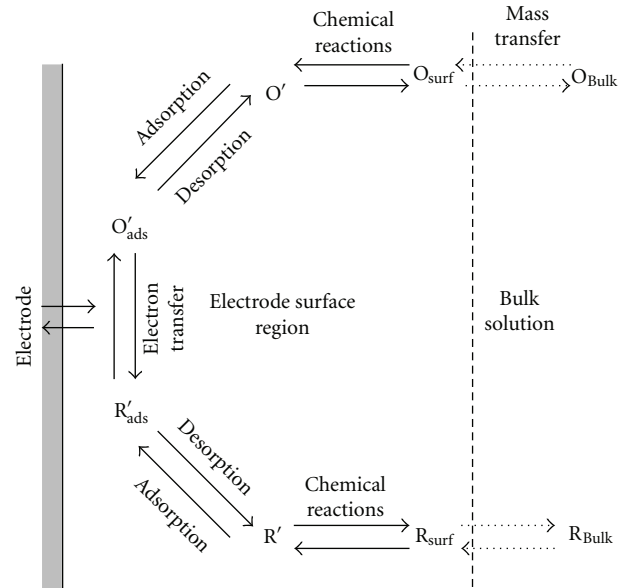 Chemical
reactions
Mass
transfer
O′
O_surf
O_Bulk
Adsorption
Desorption
O′_ads
Electrode
Electron
transfer
Electrode surface
region
Bulk
solution
R′_ads
Desorption
Adsorption
Chemical
reactions
R′
R_surf
R_Bulk